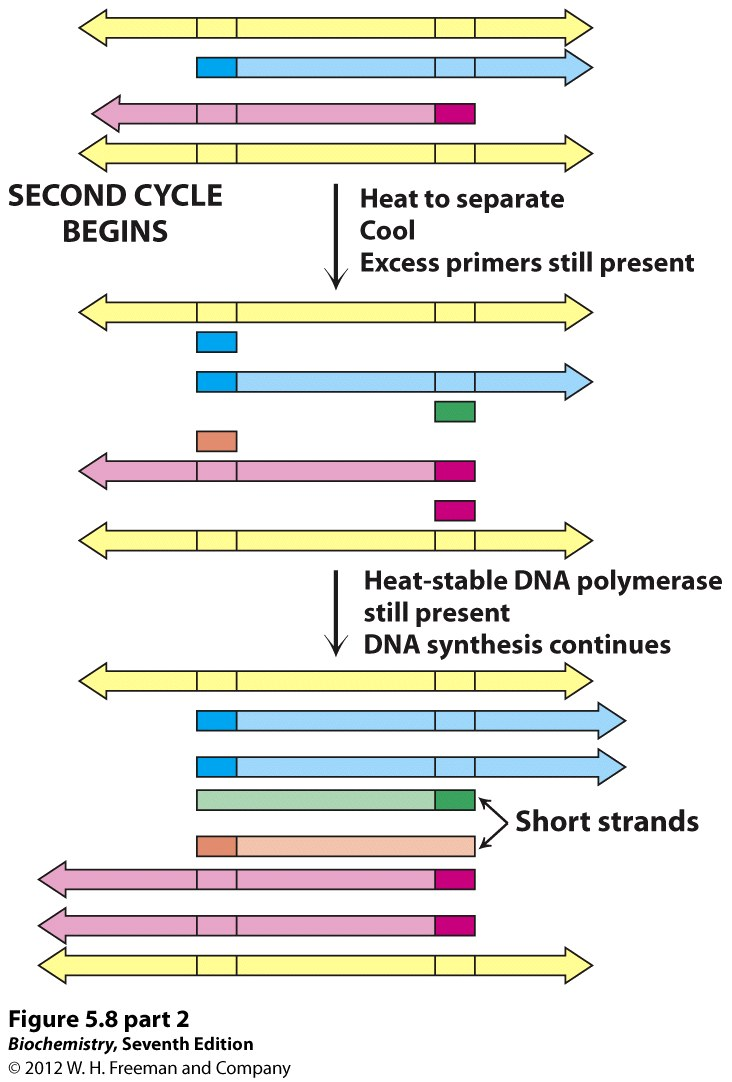 SECOND CYCLE
BEGINS
Heat to separate
Cool
Excess primers still present
Heat-stable DNA polymerase
still present
DNA synthesis continues
Short strands
Figure 5.8 part 2
Biochemistry, Seventh Edition
© 2012 W. H. Freeman and Company